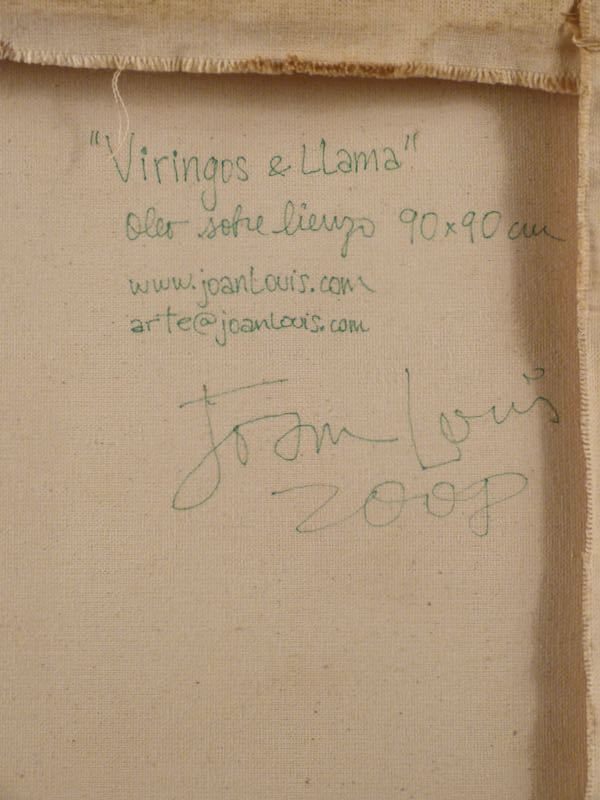 "Viringos & Llama"
oleo sobre lienzo 90x90 cm
www.joanLouis.com
arte@joanLouis.com
Joan Louis
2008